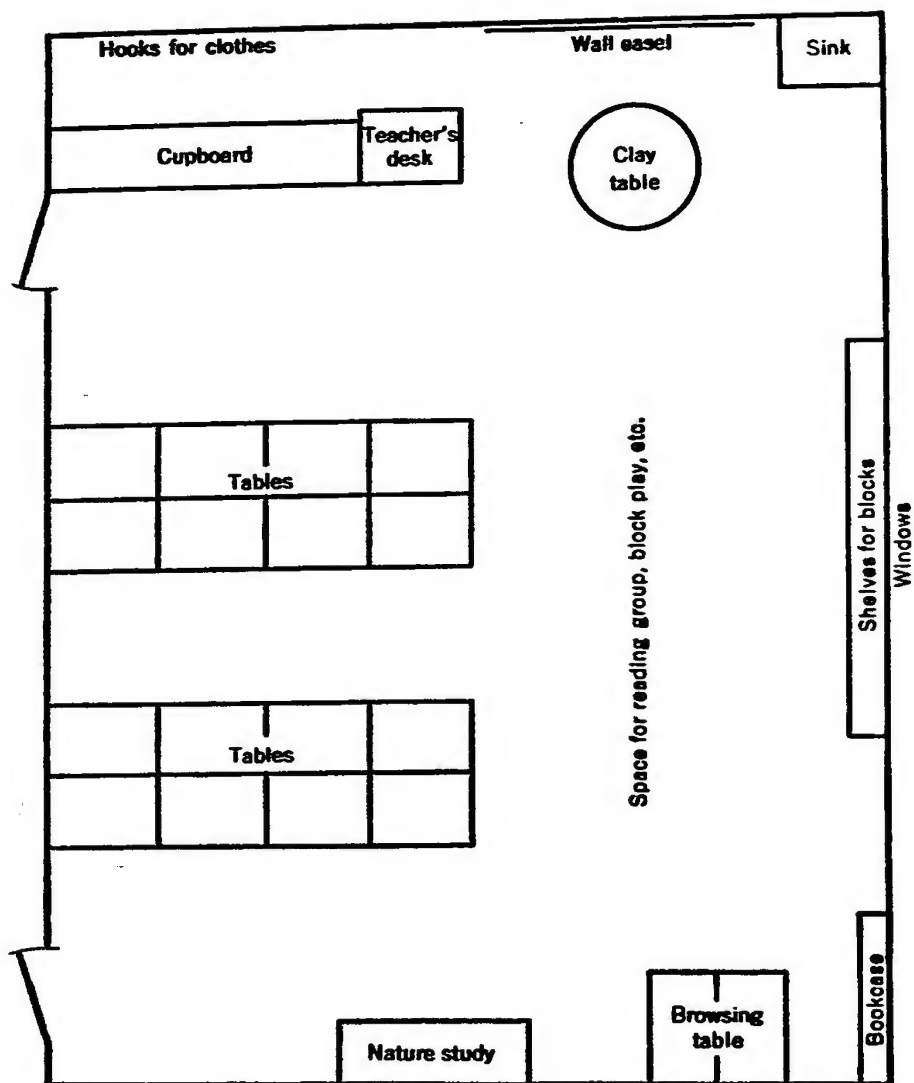 Hooks for clothes
Wall easel
Sink
Teacher's
desk
Cupboard
Clay
table
Tables
Space for reading group, block play, etc.
Shelves for blocks
Windows
Tables
Bookcase
Browsing
table
Nature study